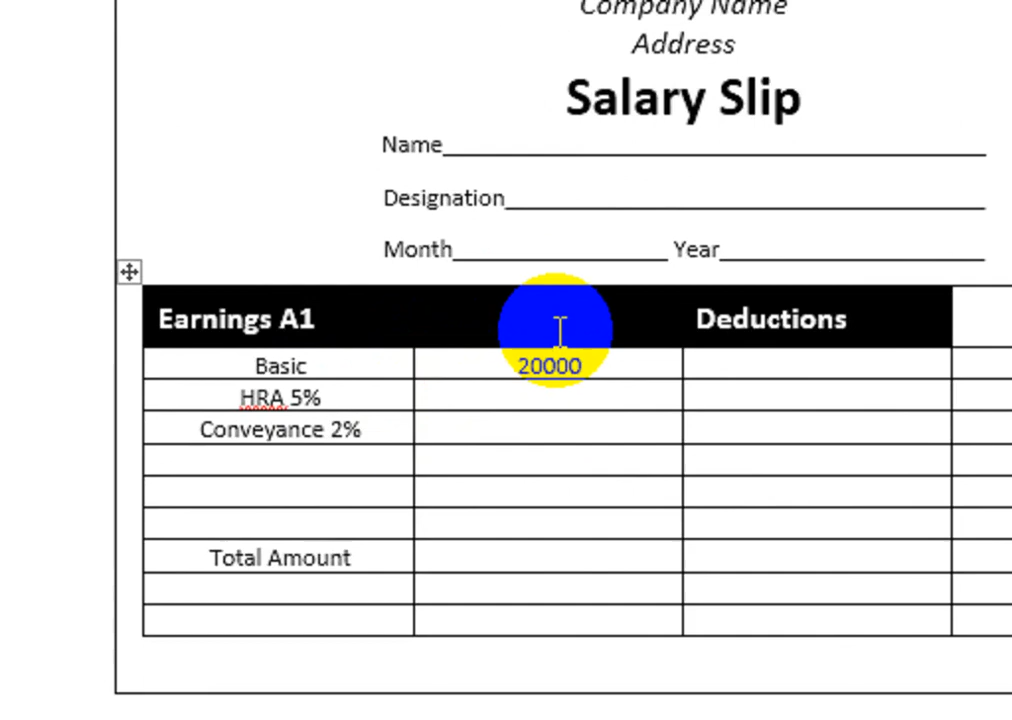 Company Name
Address
Salary Slip
Name
Designation
Month Year
Earnings A1 Deductions
Basic 20000
HRA 5%
Conveyance 2%
Total Amount